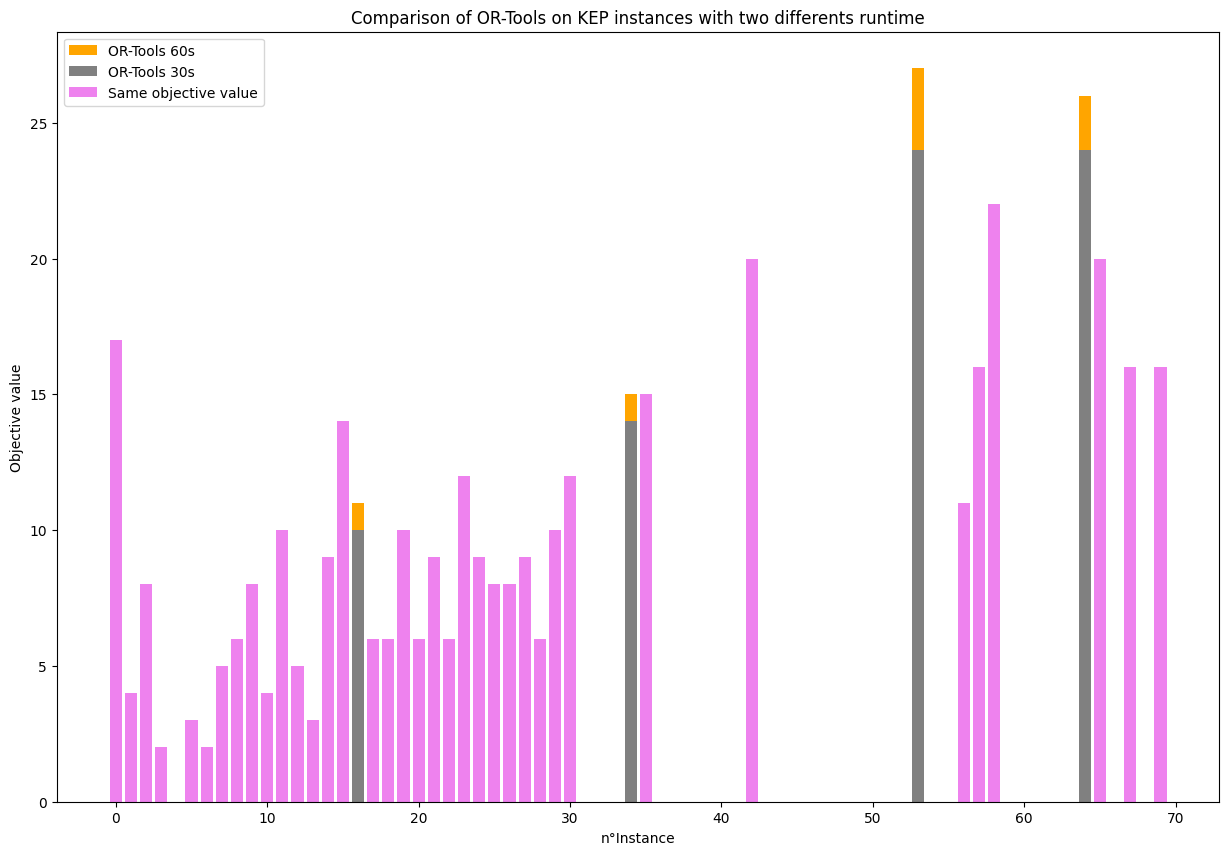 Comparison of OR-Tools on KEP instances with two differents runtime
OR-Tools 60s
OR-Tools 30s
Same objective value
25
20
15
10
5
0
Objective value
0 10 20 30 40 50 60 70
n°Instance